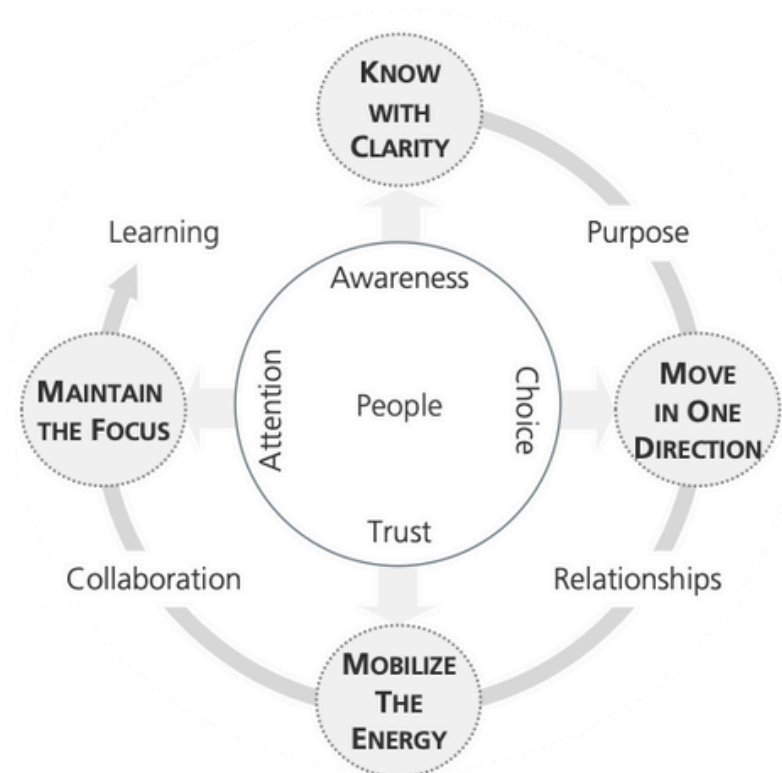 KNOW
WITH
CLARITY
Learning
Purpose
Awareness
MAINTAIN
THE FOCUS
Attention
People
Choice
MOVE
IN ONE
DIRECTION
Trust
Collaboration
Relationships
MOBILIZE
THE
ENERGY